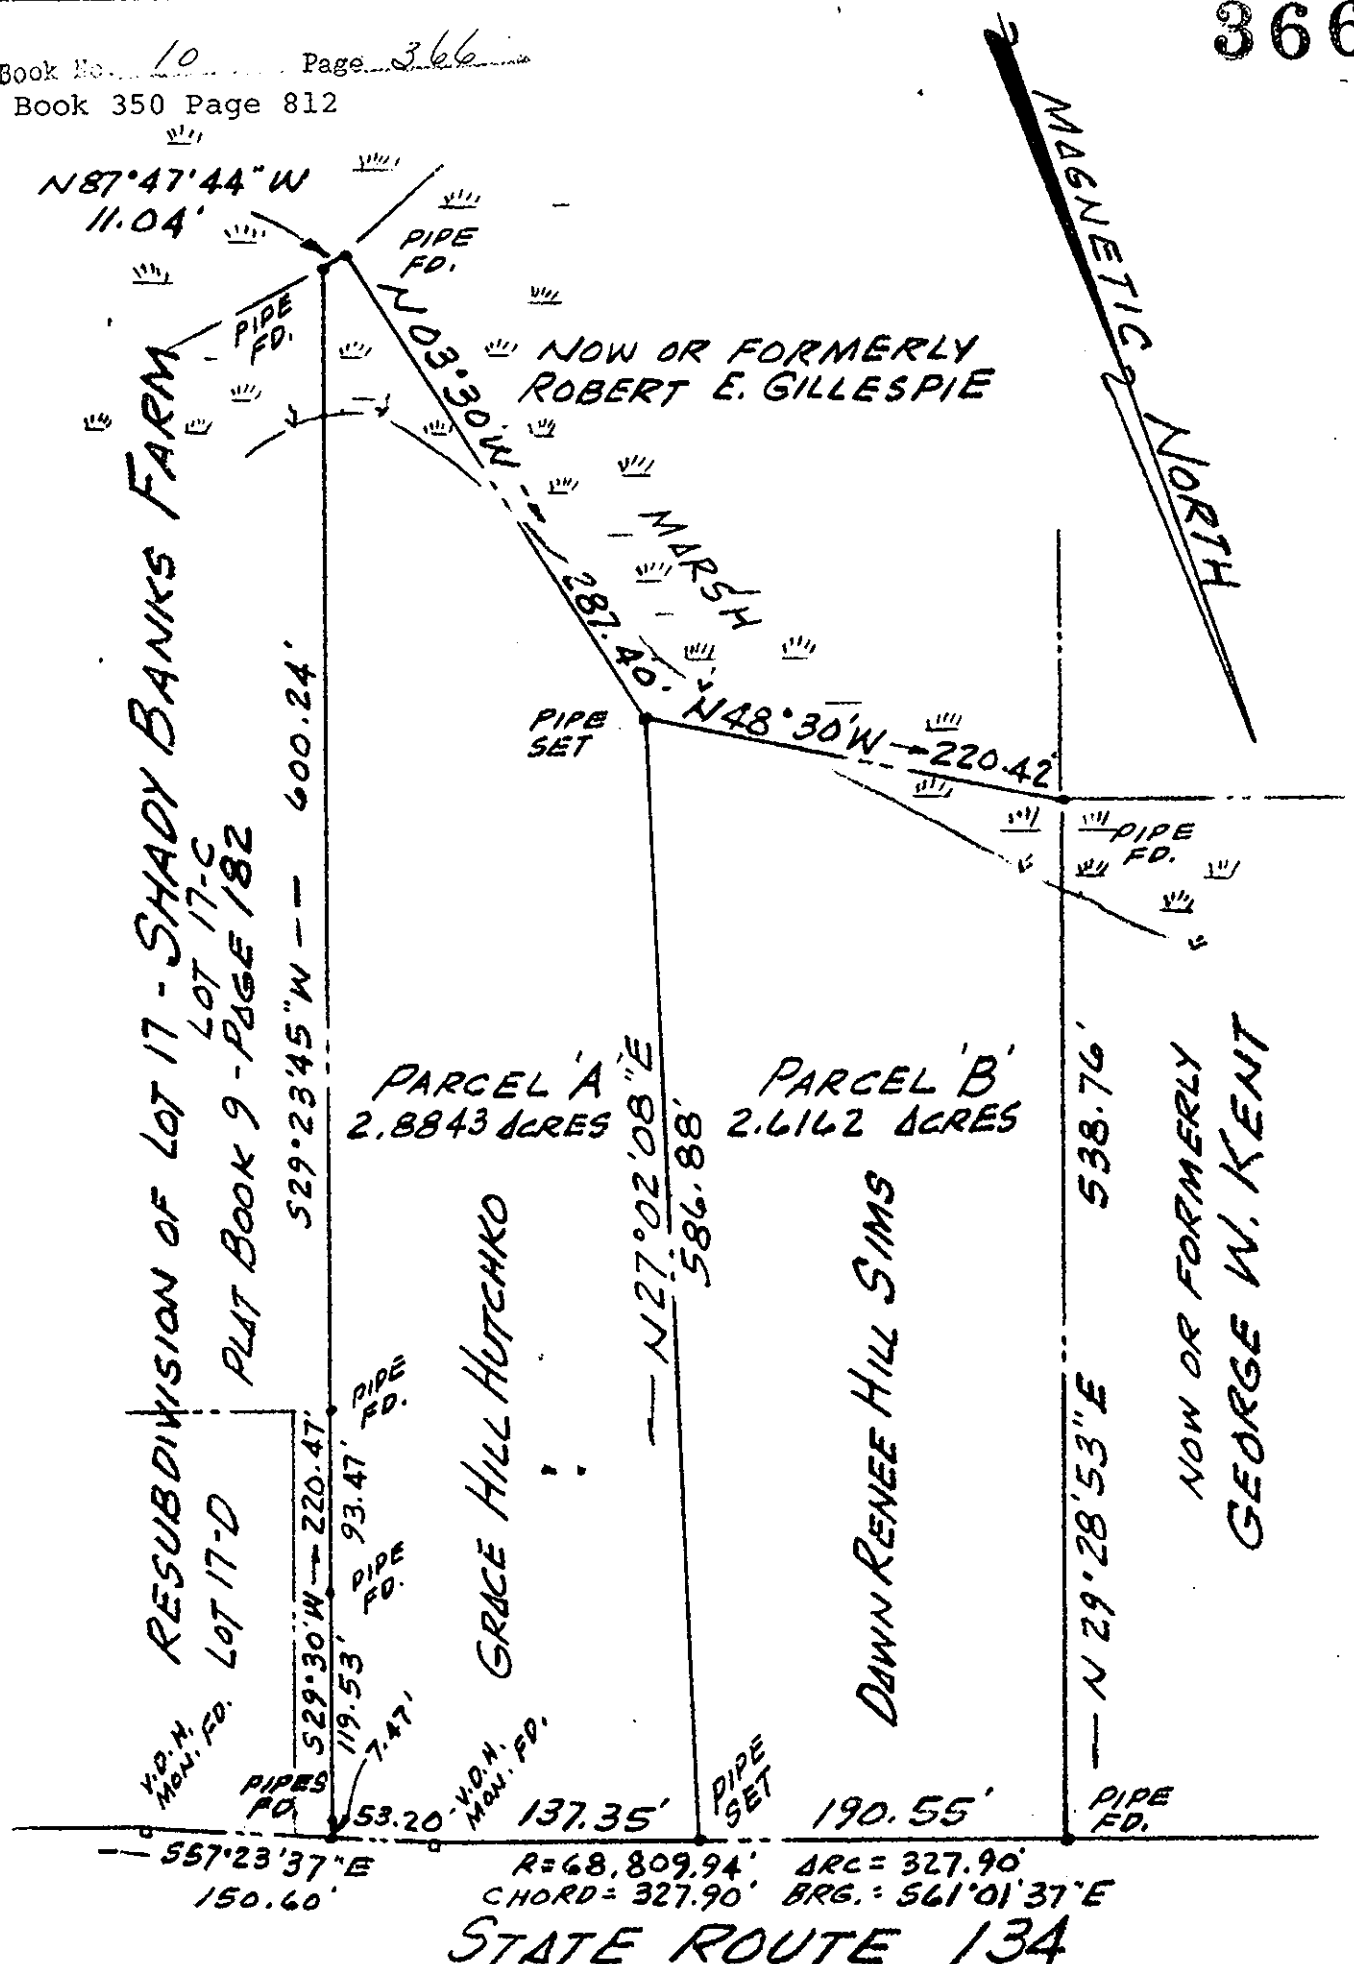 366
Book No. 10 Page 366
Book 350 Page 812
N87°47'44"W
11.04'
PIPE
FD.
PIPE
FD.
MAGNETIC NORTH
N03°30'W
287.40'
NOW OR FORMERLY
ROBERT E. GILLESPIE
MARSH
PIPE
SET
N48°30'W
220.42'
PIPE
FD.
RESUBDIVISION OF LOT 17 - SHADY BANKS FARM
LOT 17-C
PLAT BOOK 9 - PAGE 182
S29°23'45"W — 600.24'
PARCEL 'A'
2.8843 ACRES
GRACE HILL HUTCHKO
— N27°02'08"E
586.88'
PARCEL 'B'
2.6162 ACRES
DAWN RENEE HILL SIMS
538.76'
— N 29°28'53"E
NOW OR FORMERLY
GEORGE W. KENT
PIPE
FD.
LOT 17-D
S29°30'W — 220.47'
93.47'
PIPE
FD.
119.53'
7.47'
V.D.H.
MON. FD.
PIPES
FD.
53.20
V.D.H.
MON. FD.
137.35'
PIPE
SET
190.55'
PIPE
FD.
S57°23'37"E
150.60'
R=68,809.94' ARC=327.90'
CHORD=327.90' BRG.: S61°01'37"E
STATE ROUTE 134